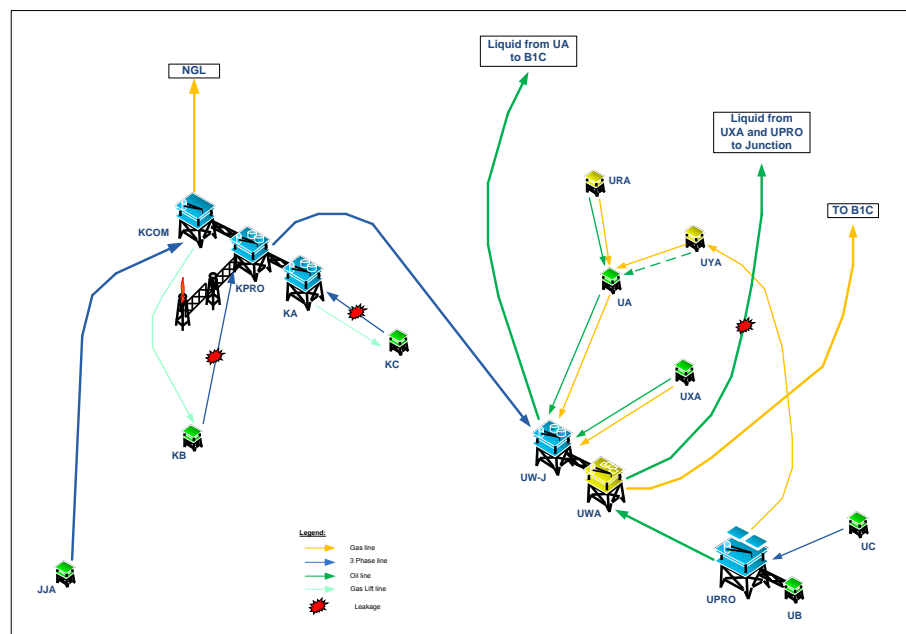 Liquid from UA
to B1C
NGL
Liquid from
UXA and UPRO
to Junction
URA
TO B1C
KCOM
UYA
KPRO
UA
KA
KC
UXA
KB
UW-J
UWA
Legend:
Gas line
3 Phase line
Oil line
Gas Lift line
Leakage
UC
JJA
UPRO
UB